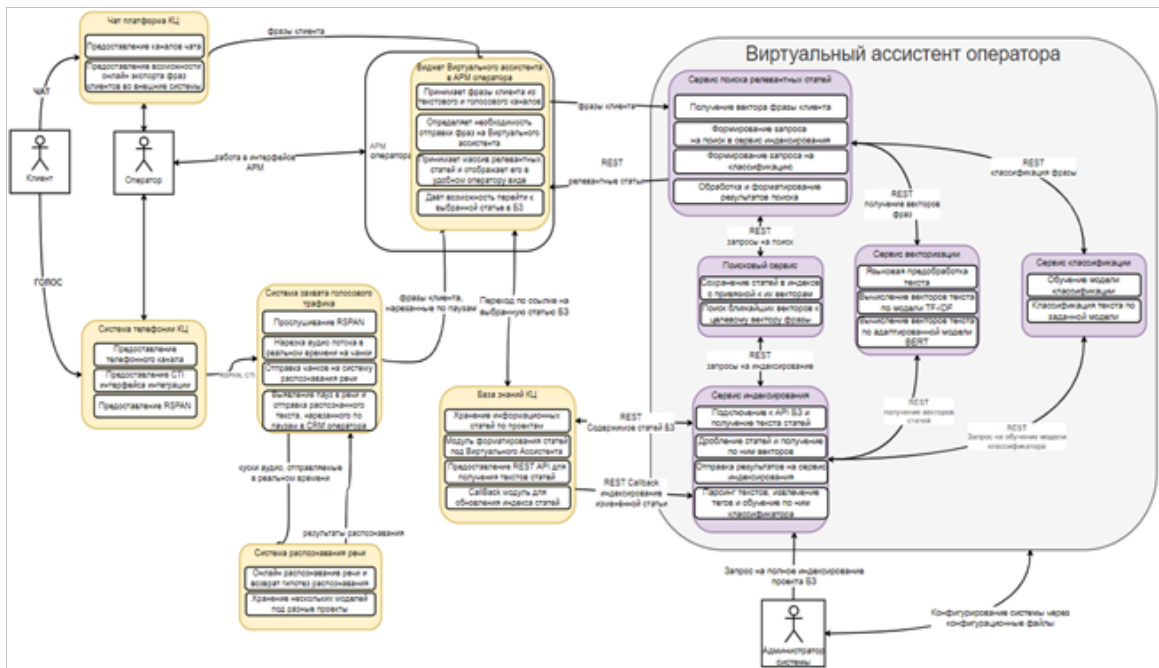 Чат платформа КЦ
Предоставление каналов чата
Предоставление возможности
онлайн экспорта фраз
клиентов во внешние системы
фразы клиента
ЧАТ
Клиент
Оператор
работа в интерфейсе
АРМ
АРМ
оператора
Виджет Виртуального ассистента
в АРМ оператора
Принимает фразы клиента из
текстового и голосового каналов
Определяет необходимость
отправки фраз на Виртуального
ассистента
Принимает массив релевантных
статей и отображает его в
удобном оператору виде
Даёт возможность перейти к
выбранной статье в БЗ
фразы клиента
REST
релевантные статьи
Виртуальный ассистент оператора
Сервис поиска релевантных статей
Получение вектора фразы клиента
Формирование запроса
на поиск в сервис индексирования
Формирование запроса на
классификацию
Обработка и форматирование
результатов поиска
REST
классификация фразы
REST
получение векторов
фраз
REST
запросы на поиск
Поисковый сервис
Сохранение статей в индексе
с привязкой к их векторам
Поиск ближайших векторов к
целевому вектору фразы
Сервис векторизации
Языковая предобработка
текста
Вычисление векторов текста
по модели TF-IDF
Вычисление векторов текста
по адаптированной модели
BERT
Сервис классификации
Обучение модели
классификации
Классификация текста по
заданной модели
ГОЛОС
Система телефонии КЦ
Предоставление
телефонного канала
Предоставление CTI
интерфейса интеграции
Предоставление RSPAN
RSPAN, CTI
Система захвата голосового
трафика
Прослушивание RSPAN
Нарезка аудио потока в
реальном времени на чанки
Отправка чанков на систему
распознавания речи
Выявление пауз в речи и
отправка распознанного
текста, нарезанного по
паузам в CRM оператора
фразы клиента,
нарезанные по паузам
Переход по ссылке на
выбранную статью БЗ
REST
запросы на индексирование
База знаний КЦ
Хранение информационных
статей по проектам
Модуль форматирования статей
под Виртуального Ассистента
Предоставление REST API для
получения текстов статей
CallBack модуль для
обновления индекса статей
REST
Содержимое статей БЗ
REST Callback
индексирование
изменённой статьи
Сервис индексирования
Подключение к API БЗ и
получение текста статей
Дробление статей и получение
по ним векторов
Отправка результатов на сервис
индексирования
Парсинг текстов, извлечение
тегов и обучение по ним
классификатора
REST
получение векторов
статей
REST
Запрос на обучение модели
классификатора
куски аудио, отправляемые
в реальном времени
результаты распознавания
Система распознавания речи
Онлайн распознавание речи и
возврат гипотез распознавания
Хранение нескольких моделей
под разные проекты
Запрос на полное индексирование
проекта БЗ
Администратор
системы
Конфигурирование системы через
конфигурационные файлы